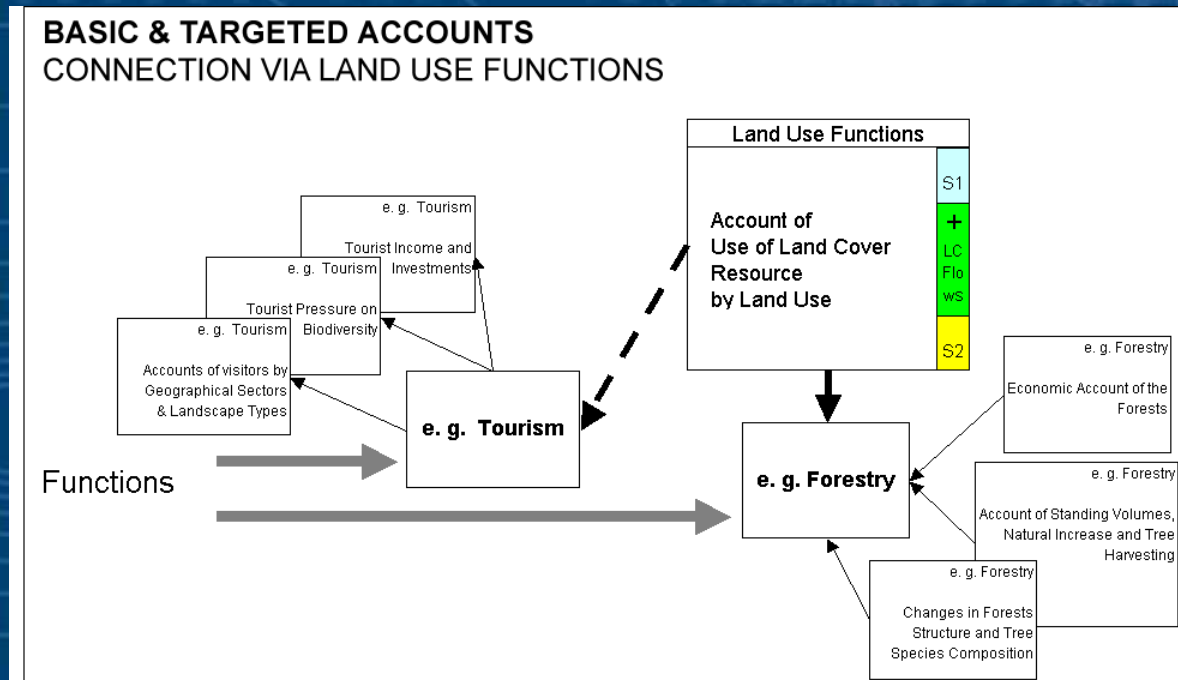 BASIC & TARGETED ACCOUNTS
CONNECTION VIA LAND USE FUNCTIONS
Land Use Functions
Account of
Use of Land Cover
Resource
by Land Use
S1
+
LC
Flo
ws
S2
e. g. Tourism
Tourist Income and
Investments
e. g. Tourism
Tourist Pressure on
Biodiversity
e. g. Tourism
Accounts of visitors by
Geographical Sectors
& Landscape Types
e. g. Tourism
Functions
e. g. Forestry
e. g. Forestry
Economic Account of the
Forests
e. g. Forestry
Account of Standing Volumes,
Natural Increase and Tree
Harvesting
e. g. Forestry
Changes in Forests
Structure and Tree
Species Composition